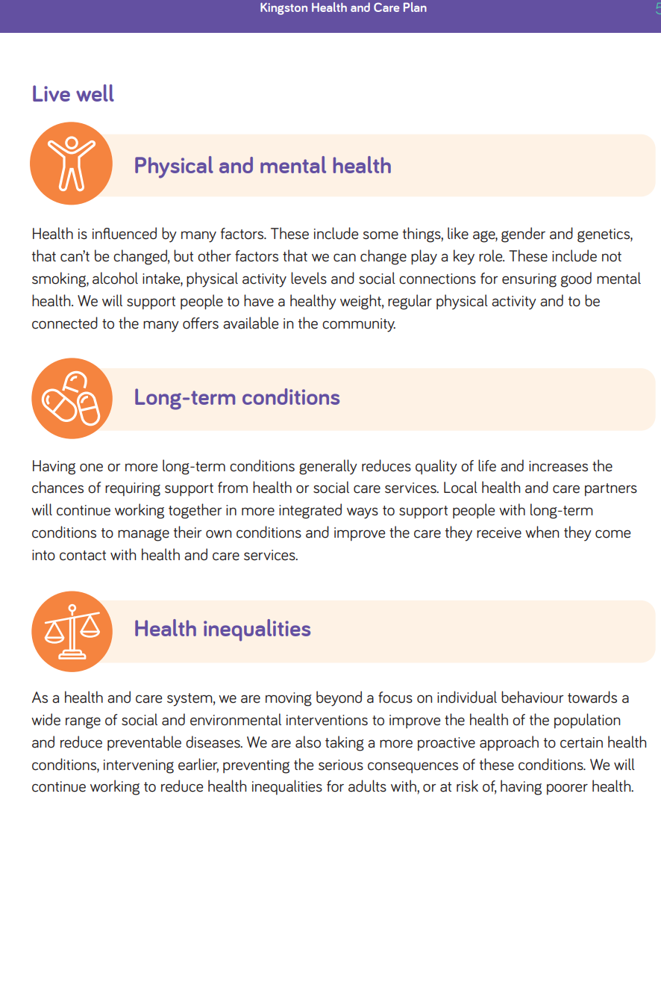 Kingston Health and Care Plan
5
Live well
Physical and mental health
Health is influenced by many factors. These include some things, like age, gender and genetics,
that can’t be changed, but other factors that we can change play a key role. These include not
smoking, alcohol intake, physical activity levels and social connections for ensuring good mental
health. We will support people to have a healthy weight, regular physical activity and to be
connected to the many offers available in the community.
Long-term conditions
Having one or more long-term conditions generally reduces quality of life and increases the
chances of requiring support from health or social care services. Local health and care partners
will continue working together in more integrated ways to support people with long-term
conditions to manage their own conditions and improve the care they receive when they come
into contact with health and care services.
Health inequalities
As a health and care system, we are moving beyond a focus on individual behaviour towards a
wide range of social and environmental interventions to improve the health of the population
and reduce preventable diseases. We are also taking a more proactive approach to certain health
conditions, intervening earlier, preventing the serious consequences of these conditions. We will
continue working to reduce health inequalities for adults with, or at risk of, having poorer health.